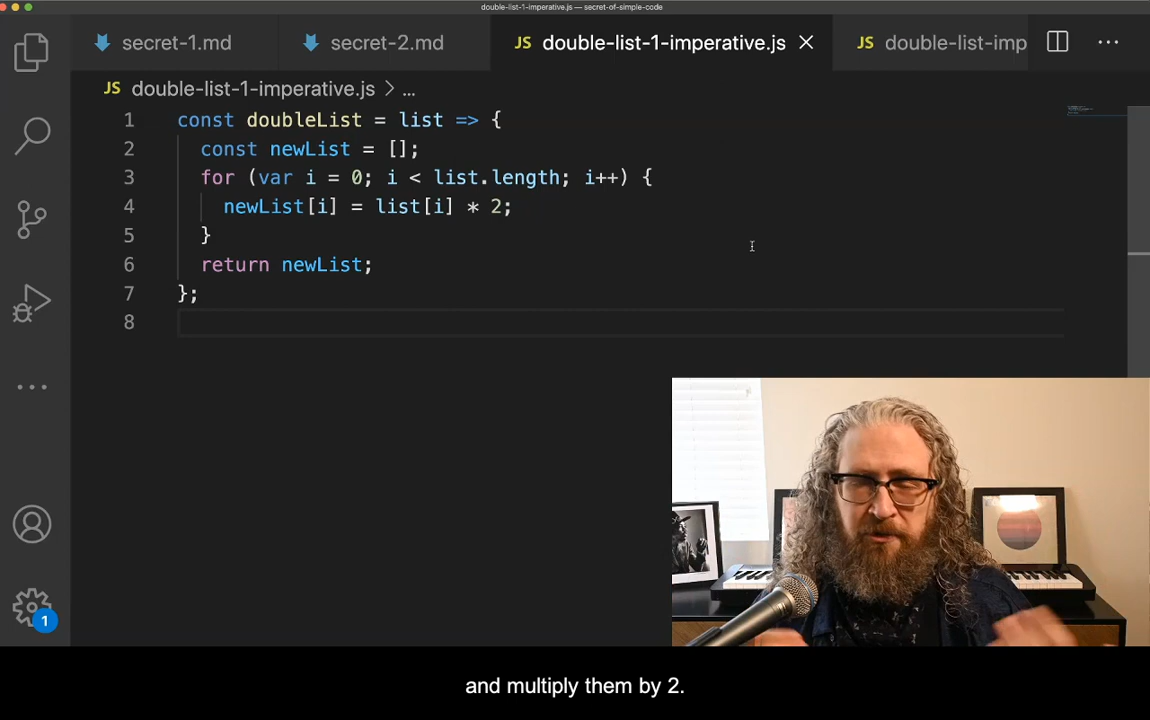 double-list-1-imperative.js — secret-of-simple-code
secret-1.md
secret-2.md
JS double-list-1-imperative.js
JS double-list-imp
JS double-list-1-imperative.js > ...
1 const doubleList = list => {
2 const newList = [];
3 for (var i = 0; i < list.length; i++) {
4 newList[i] = list[i] * 2;
5 }
6 return newList;
7 };
8
1
and multiply them by 2.